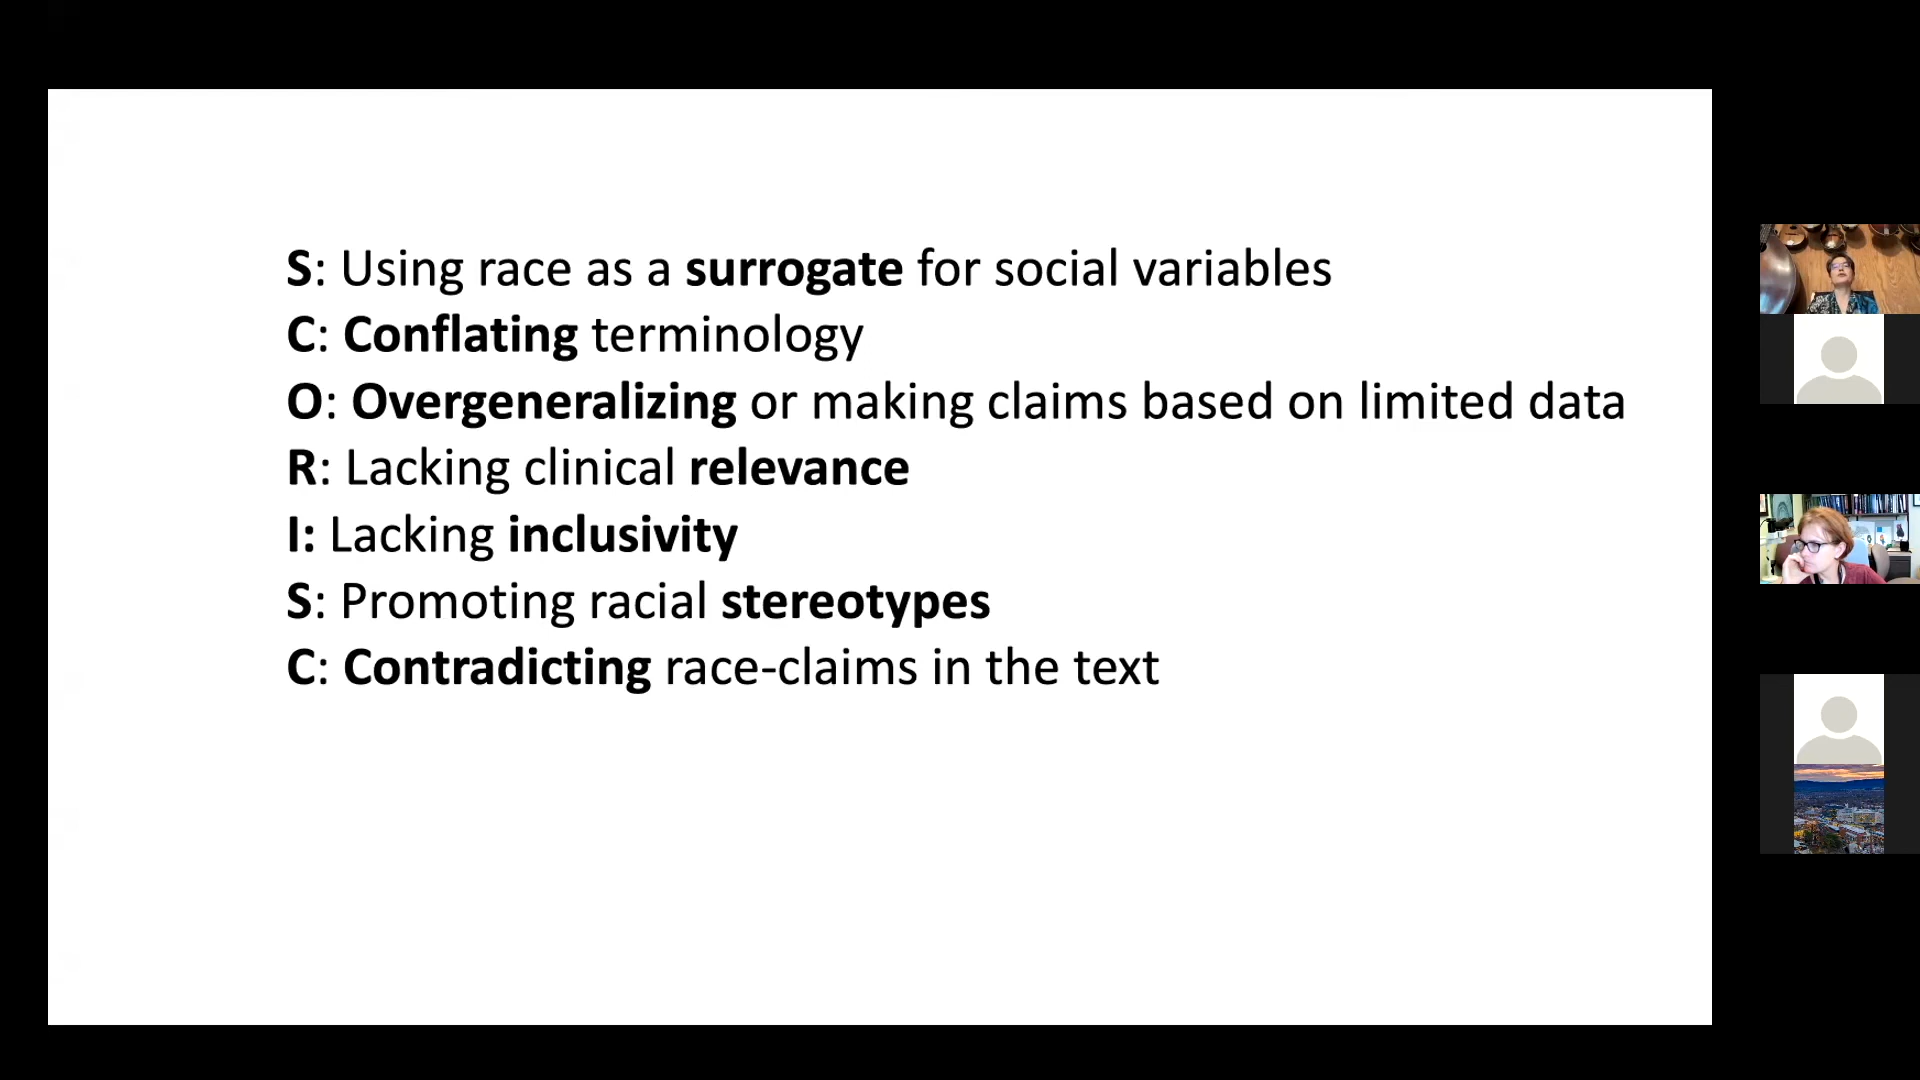 S: Using race as a surrogate for social variables
C: Conflating terminology
O: Overgeneralizing or making claims based on limited data
R: Lacking clinical relevance
I: Lacking inclusivity
S: Promoting racial stereotypes
C: Contradicting race-claims in the text